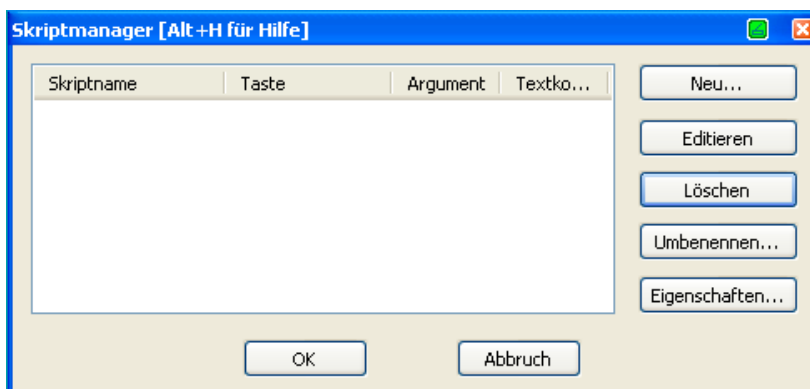 Skriptmanager [Alt+H für Hilfe]
Skriptname Taste Argument Textko...
Neu...
Editieren
Löschen
Umbenennen...
Eigenschaften...
OK Abbruch